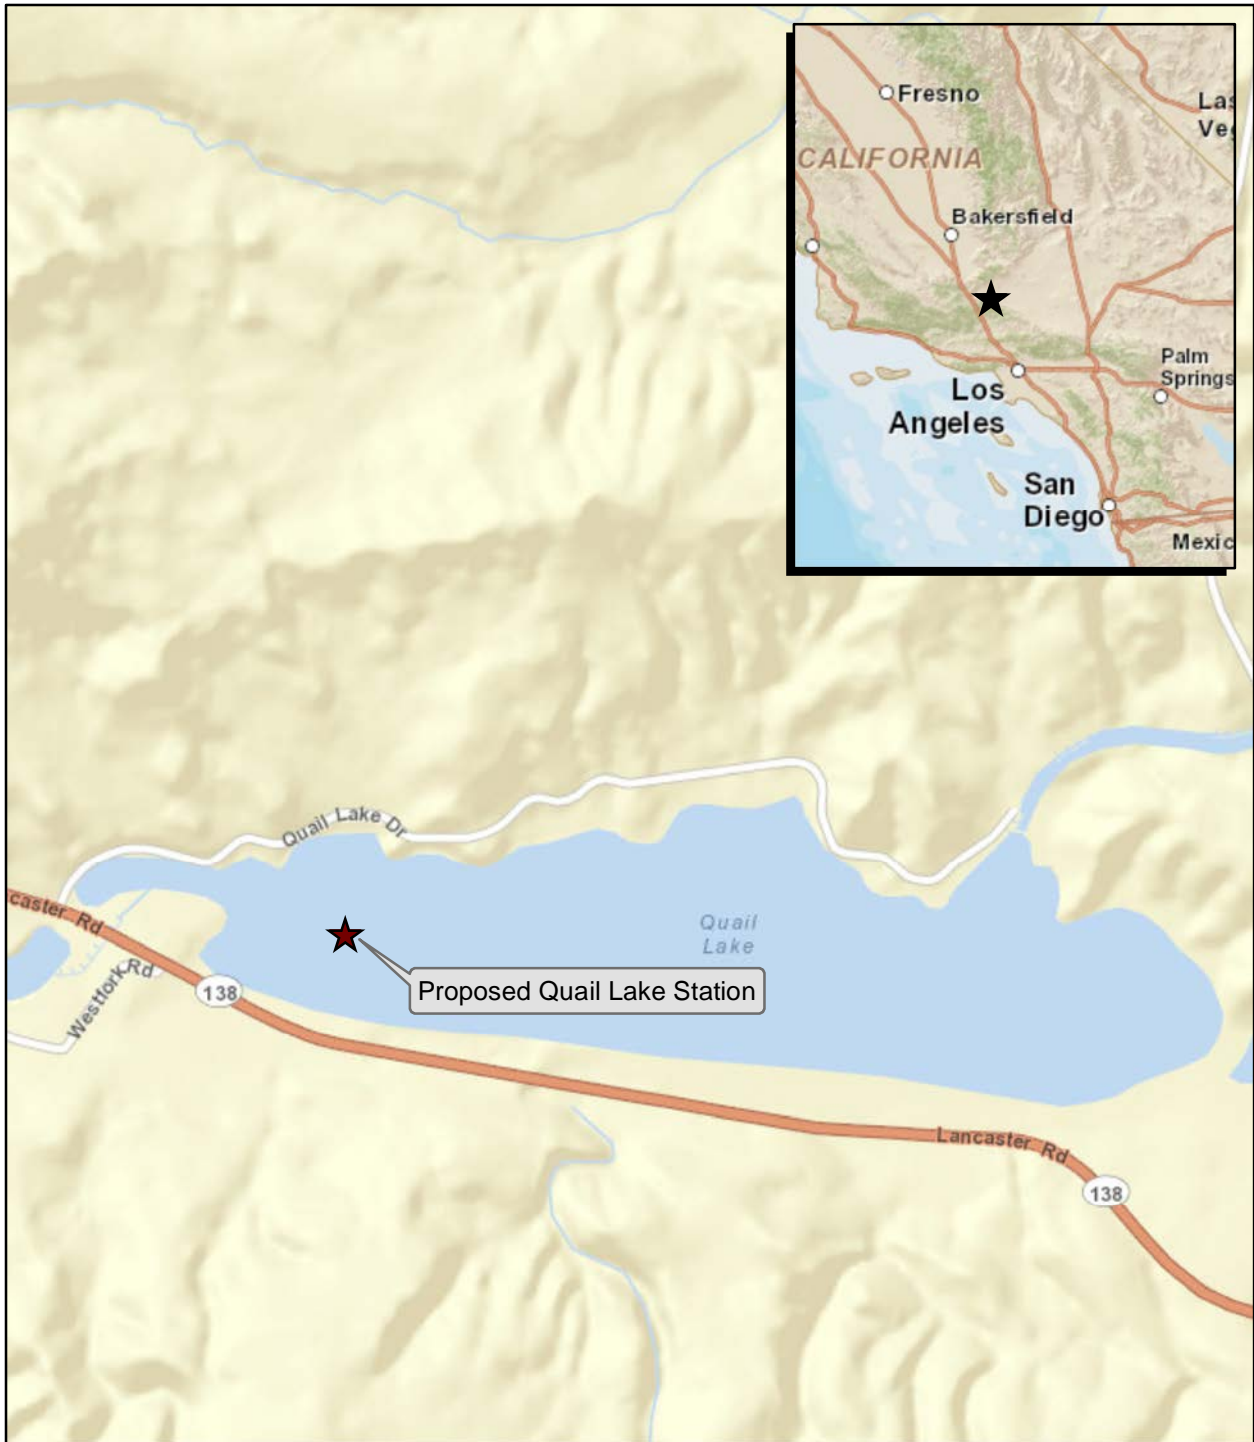 Fresno
Las
Veg
CALIFORNIA
Bakersfield
Palm
Springs
Los
Angeles
San
Diego
Mexic
Quail Lake Dr
caster Rd
Quail
Lake
Westfork Rd
138
Proposed Quail Lake Station
Lancaster Rd
138